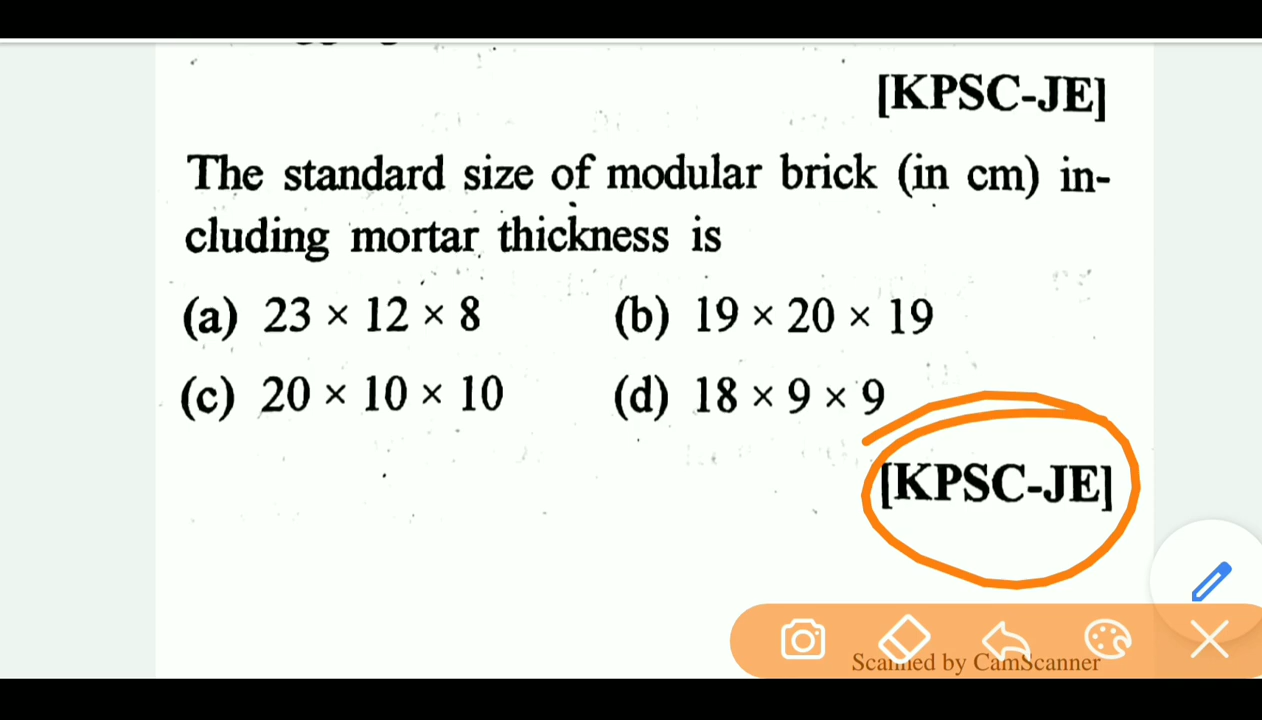 [KPSC-JE]
The standard size of modular brick (in cm) in-
cluding mortar thickness is
(a) 23 × 12 × 8 (b) 19 × 20 × 19
(c) 20 × 10 × 10 (d) 18 × 9 × 9
[KPSC-JE]
Scanned by CamScanner